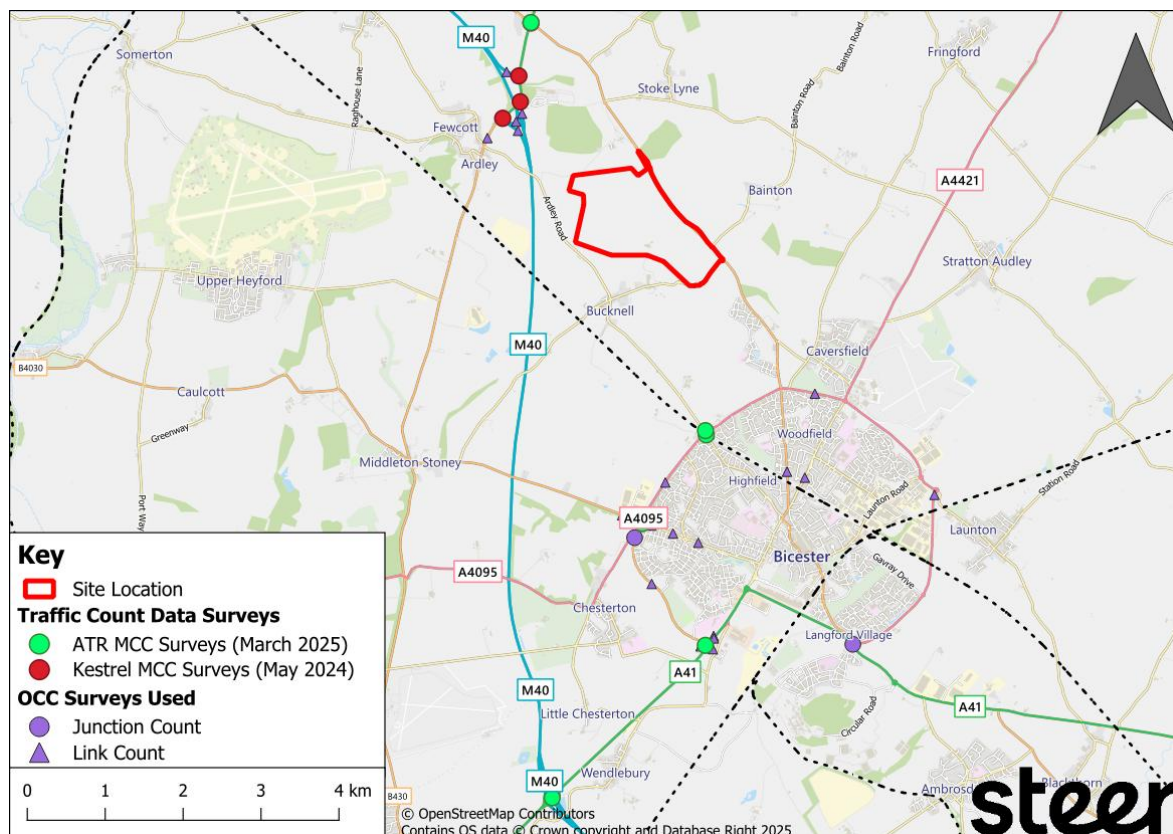 M40
Somerton
Fringford
Bainton Road
Raghouse Lane
Stoke Lyne
Bainton Road
Fewcott
Ardley
Bainton
A4421
Ardley Road
Stratton Audley
Upper Heyford
Bucknell
M40
Caversfield
B4030
Caulcott
Greenway
Woodfield
Middleton Stoney
Highfield
Launton Road
Station Road
Port Way
A4095
Launton
Bicester
Gavray Drive
A4095
Chesterton
Langford Village
A41
M40
Little Chesterton
Circular Road
A41
Wendlebury
M40
Ambrosden
Blackthorn
B430
Key
Site Location
Traffic Count Data Surveys
ATR MCC Surveys (March 2025)
Kestrel MCC Surveys (May 2024)
OCC Surveys Used
Junction Count
Link Count
0 1 2 3 4 km
© OpenStreetMap Contributors
Contains OS data © Crown copyright and Database Right 2025
steer